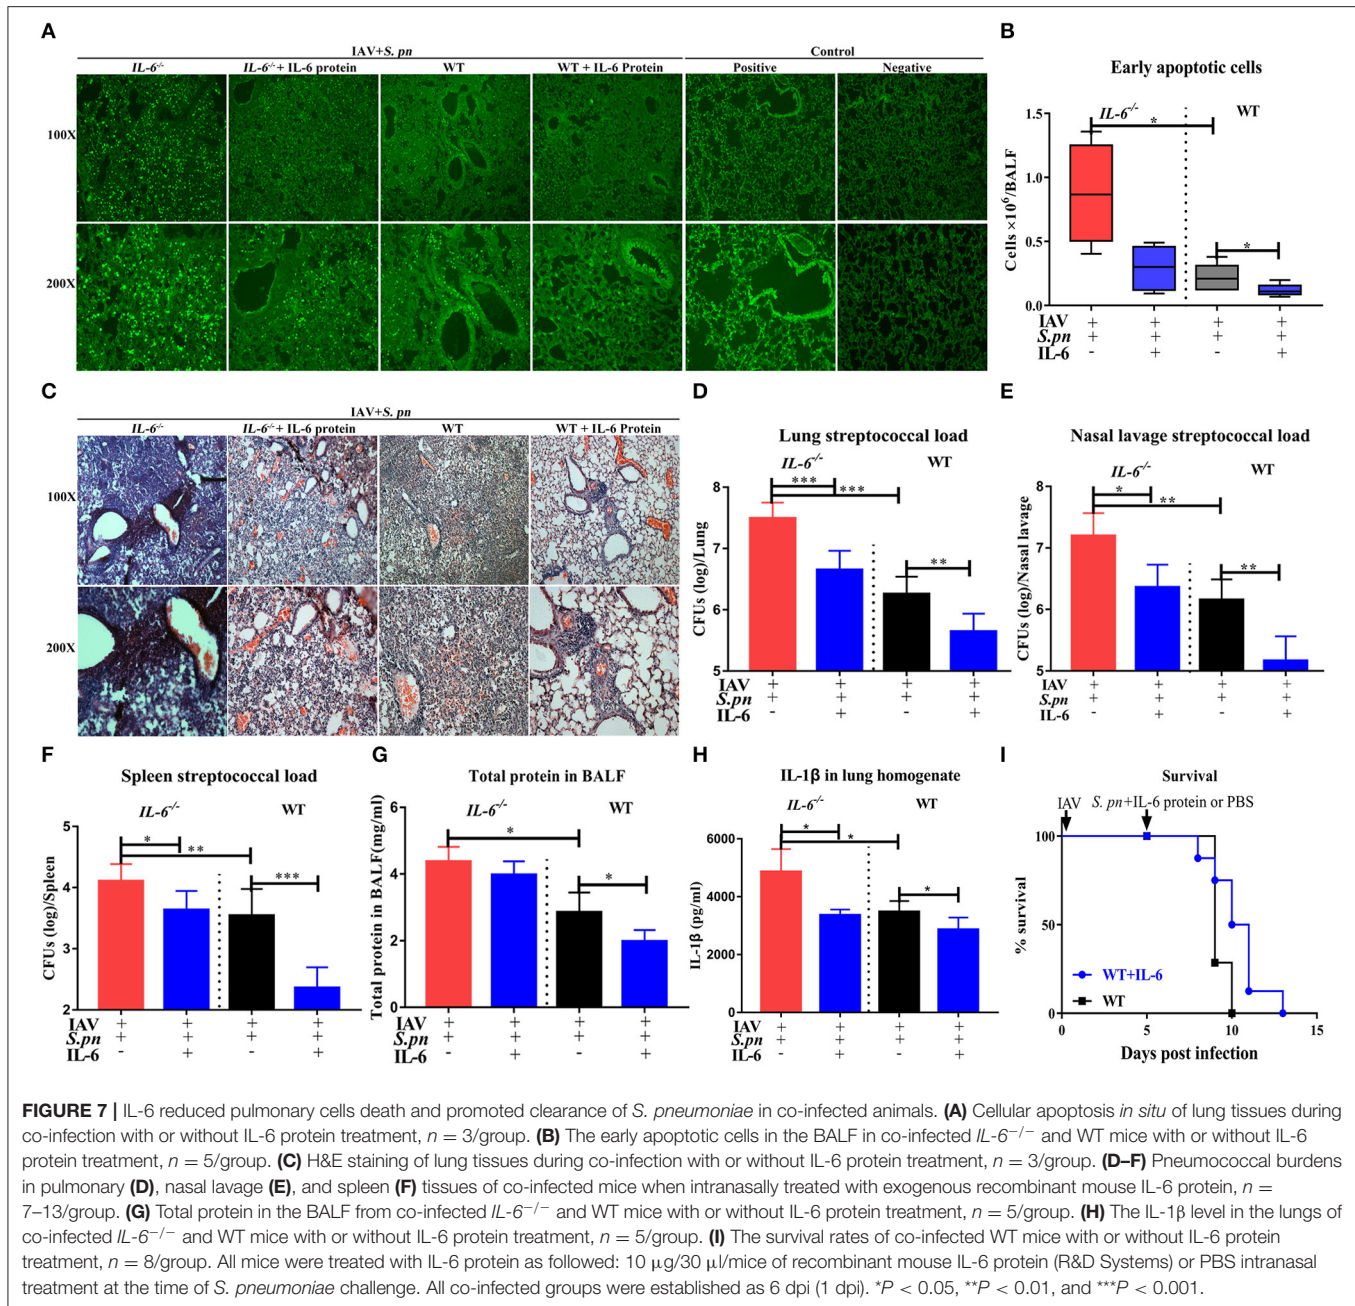 A
IAV+S. pn
Control
IL-6-/-
IL-6-/-+ IL-6 protein
WT
WT + IL-6 Protein
Positive
Negative
100X
200X
B
Early apoptotic cells
IL-6-/-
WT
*
*
Cells ×10⁶/BALF
1.5
1.0
0.5
0.0
IAV + + + +
S.pn + + + +
IL-6 - + - +
C
IAV+S. pn
IL-6-/-
IL-6-/-+ IL-6 protein
WT
WT + IL-6 Protein
100X
200X
D
Lung streptococcal load
IL-6-/-
WT
***
***
**
CFUs (log)/Lung
8
7
6
5
IAV + + + +
S.pn + + + +
IL-6 - + - +
E
Nasal lavage streptococcal load
IL-6-/-
WT
*
**
**
CFUs (log)/Nasal lavage
8
7
6
5
IAV + + + +
S.pn + + + +
IL-6 - + - +
F
Spleen streptococcal load
IL-6-/-
WT
*
**
***
CFUs (log)/Spleen
5
4
3
2
IAV + + + +
S.pn + + + +
IL-6 - + - +
G
Total protein in BALF
IL-6-/-
WT
*
*
Total protein in BALF(mg/ml)
6
4
2
0
IAV + + + +
S.pn + + + +
IL-6 - + - +
H
IL-1β in lung homogenate
IL-6-/-
WT
*
*
*
IL-1β (pg/ml)
6000
4000
2000
0
IAV + + + +
S.pn + + + +
IL-6 - + - +
I
Survival
IAV
S. pn+IL-6 protein or PBS
% survival
100
50
0
WT+IL-6
WT
0 5 10 15
Days post infection
FIGURE 7 | IL-6 reduced pulmonary cells death and promoted clearance of S. pneumoniae in co-infected animals. (A) Cellular apoptosis in situ of lung tissues during
co-infection with or without IL-6 protein treatment, n = 3/group. (B) The early apoptotic cells in the BALF in co-infected IL-6−/− and WT mice with or without IL-6
protein treatment, n = 5/group. (C) H&E staining of lung tissues during co-infection with or without IL-6 protein treatment, n = 3/group. (D–F) Pneumococcal burdens
in pulmonary (D), nasal lavage (E), and spleen (F) tissues of co-infected mice when intranasally treated with exogenous recombinant mouse IL-6 protein, n =
7–13/group. (G) Total protein in the BALF from co-infected IL-6−/− and WT mice with or without IL-6 protein treatment, n = 5/group. (H) The IL-1β level in the lungs of
co-infected IL-6−/− and WT mice with or without IL-6 protein treatment, n = 5/group. (I) The survival rates of co-infected WT mice with or without IL-6 protein
treatment, n = 8/group. All mice were treated with IL-6 protein as followed: 10 μg/30 μl/mice of recombinant mouse IL-6 protein (R&D Systems) or PBS intranasal
treatment at the time of S. pneumoniae challenge. All co-infected groups were established as 6 dpi (1 dpi). *P < 0.05, **P < 0.01, and ***P < 0.001.